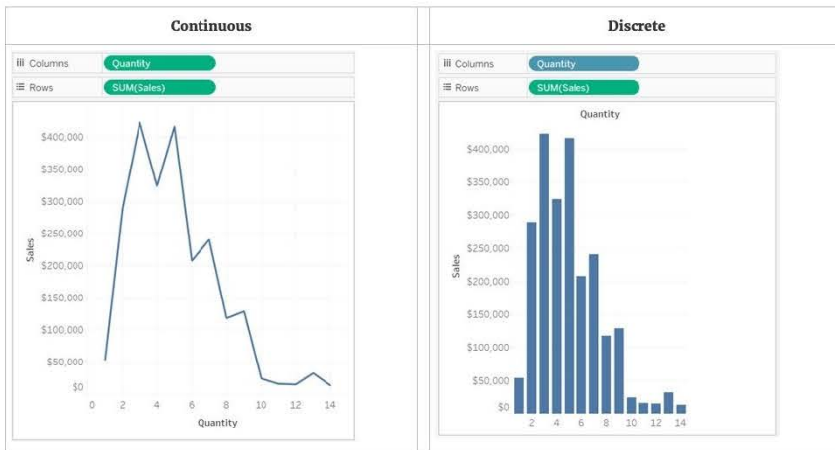 Continuous
Columns Quantity
Rows SUM(Sales)
$400,000
$350,000
$300,000
$250,000
$200,000
$150,000
$100,000
$50,000
$0
Sales
0 2 4 6 8 10 12 14
Quantity
Discrete
Columns Quantity
Rows SUM(Sales)
Quantity
$400,000
$350,000
$300,000
$250,000
$200,000
$150,000
$100,000
$50,000
$0
Sales
2 4 6 8 10 12 14